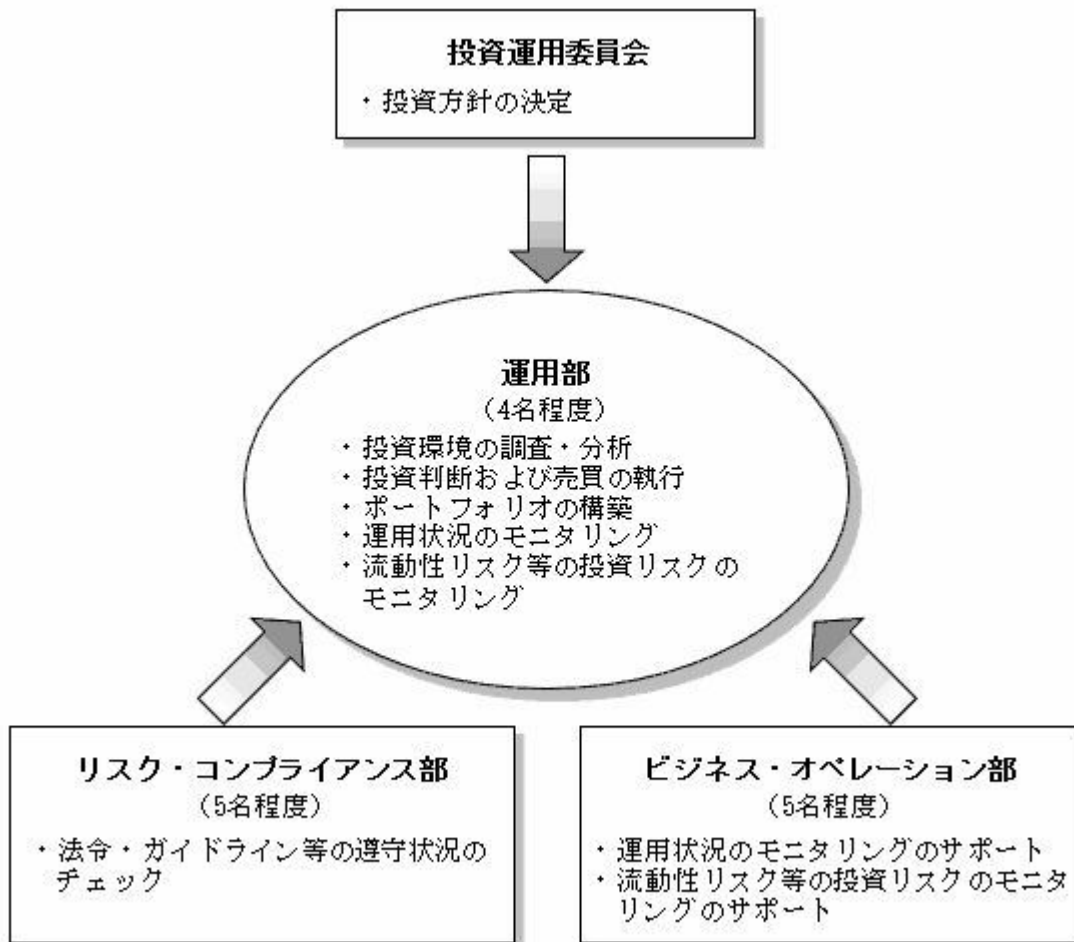 投資運用委員会
・投資方針の決定
運用部
(4名程度)
・投資環境の調査・分析
・投資判断および売買の執行
・ポートフォリオの構築
・運用状況のモニタリング
・流動性リスク等の投資リスクの
モニタリング
リスク・コンプライアンス部
(5名程度)
・法令・ガイドライン等の遵守状況の
チェック
ビジネス・オペレーション部
(5名程度)
・運用状況のモニタリングのサポート
・流動性リスク等の投資リスクのモニタ
リングのサポート